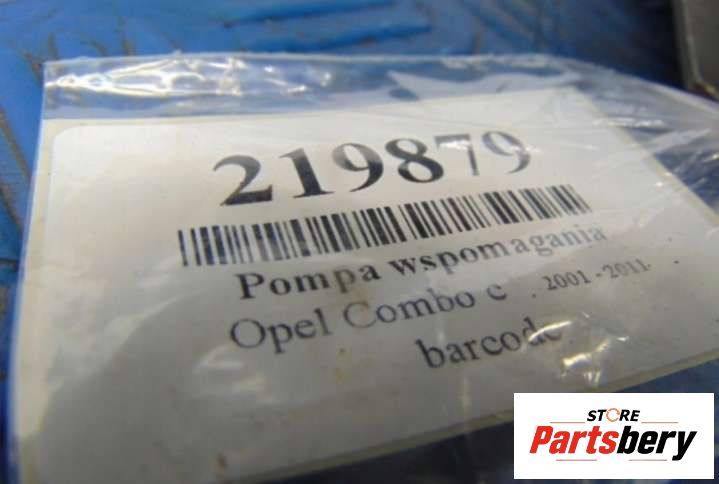 219879
Pompa wspomagania
Opel Combo c . 2001 - 2011
barcode
STORE
Partsbery